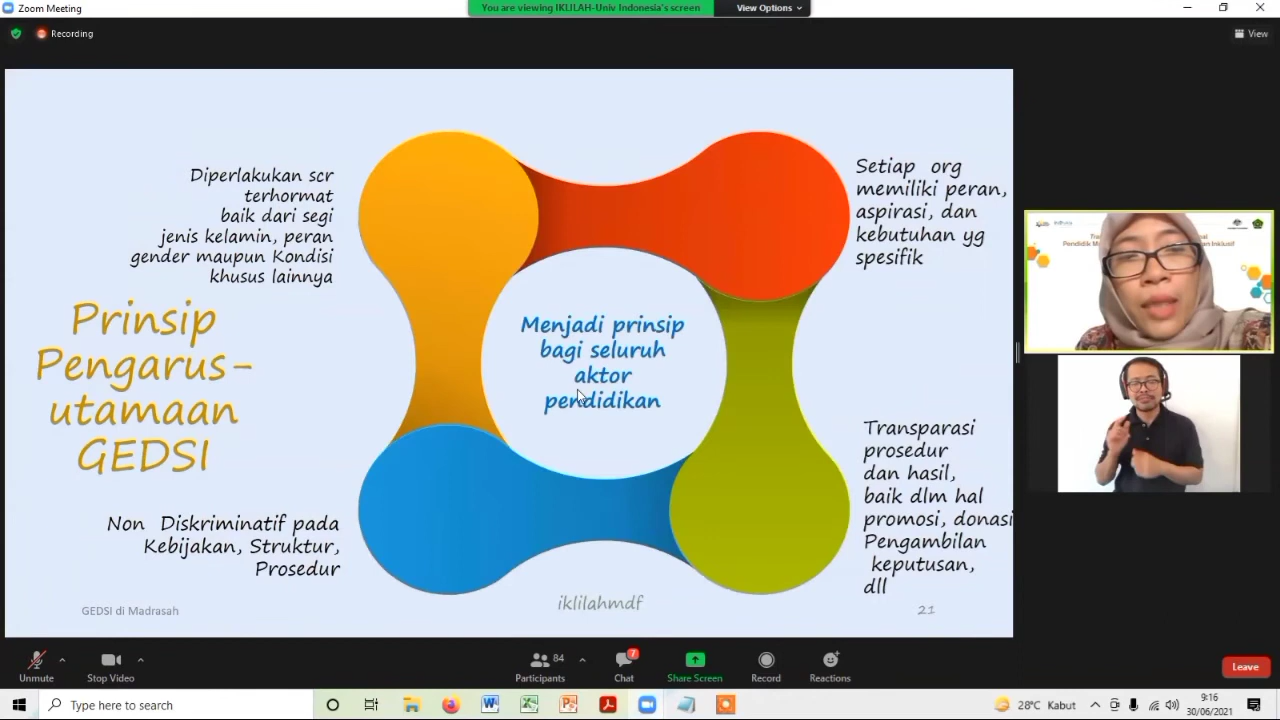 Zoom Meeting
You are viewing IKLILAH-Univ Indonesia's screen
View Options
Recording
View
Diperlakukan scr
terhormat
baik dari segi
jenis kelamin, peran
gender maupun Kondisi
khusus lainnya
Setiap org
memiliki peran,
aspirasi, dan
kebutuhan yg
spesifik
Prinsip
Pengarus-
utamaan
GEDSI
Menjadi prinsip
bagi seluruh
aktor
pendidikan
Transparasi
prosedur
dan hasil,
baik dlm hal
promosi, donasi
Pengambilan
keputusan,
dll
Non Diskriminatif pada
Kebijakan, Struktur,
Prosedur
GEDSI di Madrasah
iklilahmdf
21
Unmute
Stop Video
Participants
84
Chat
7
Share Screen
Record
Reactions
Leave
Type here to search
28°C Kabut
9:16
30/06/2021